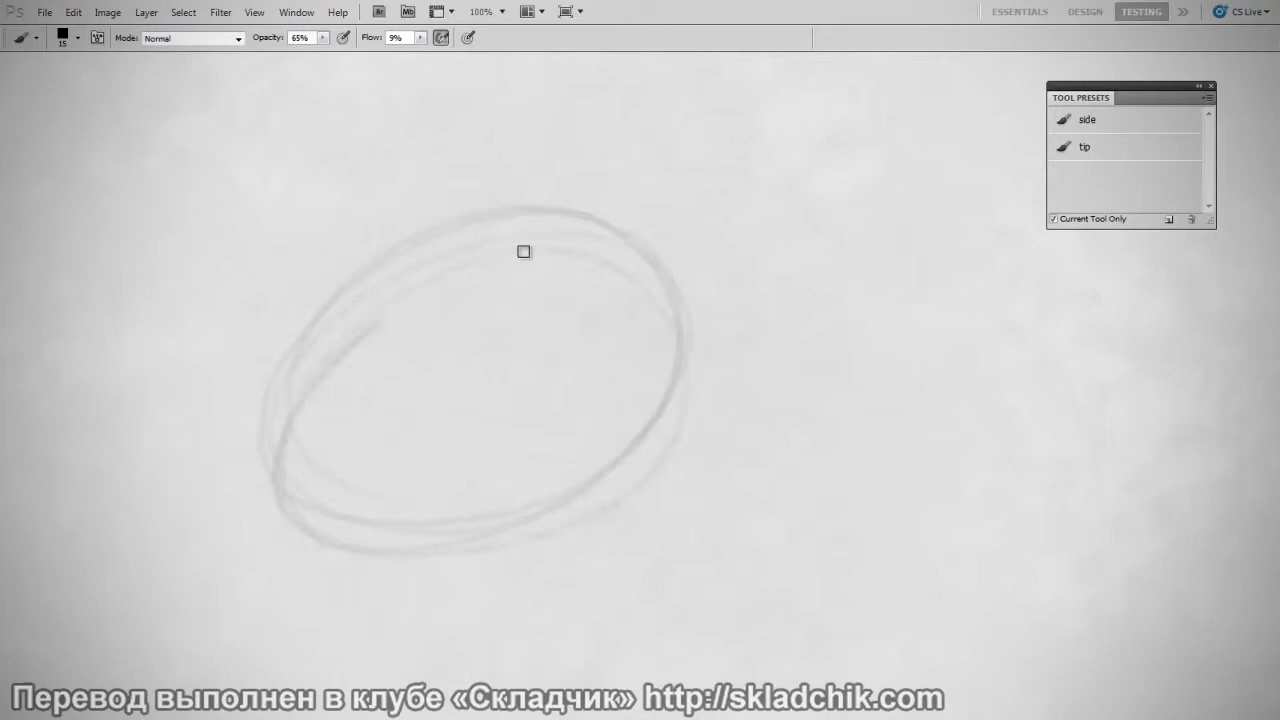 Ps File Edit Image Layer Select Filter View Window Help Br Mb 100% ESSENTIALS DESIGN TESTING CS Live
15 Mode: Normal Opacity: 65% Flow: 9%
TOOL PRESETS
side
tip
Current Tool Only
Перевод выполнен в клубе «Складчик» http://skladchik.com